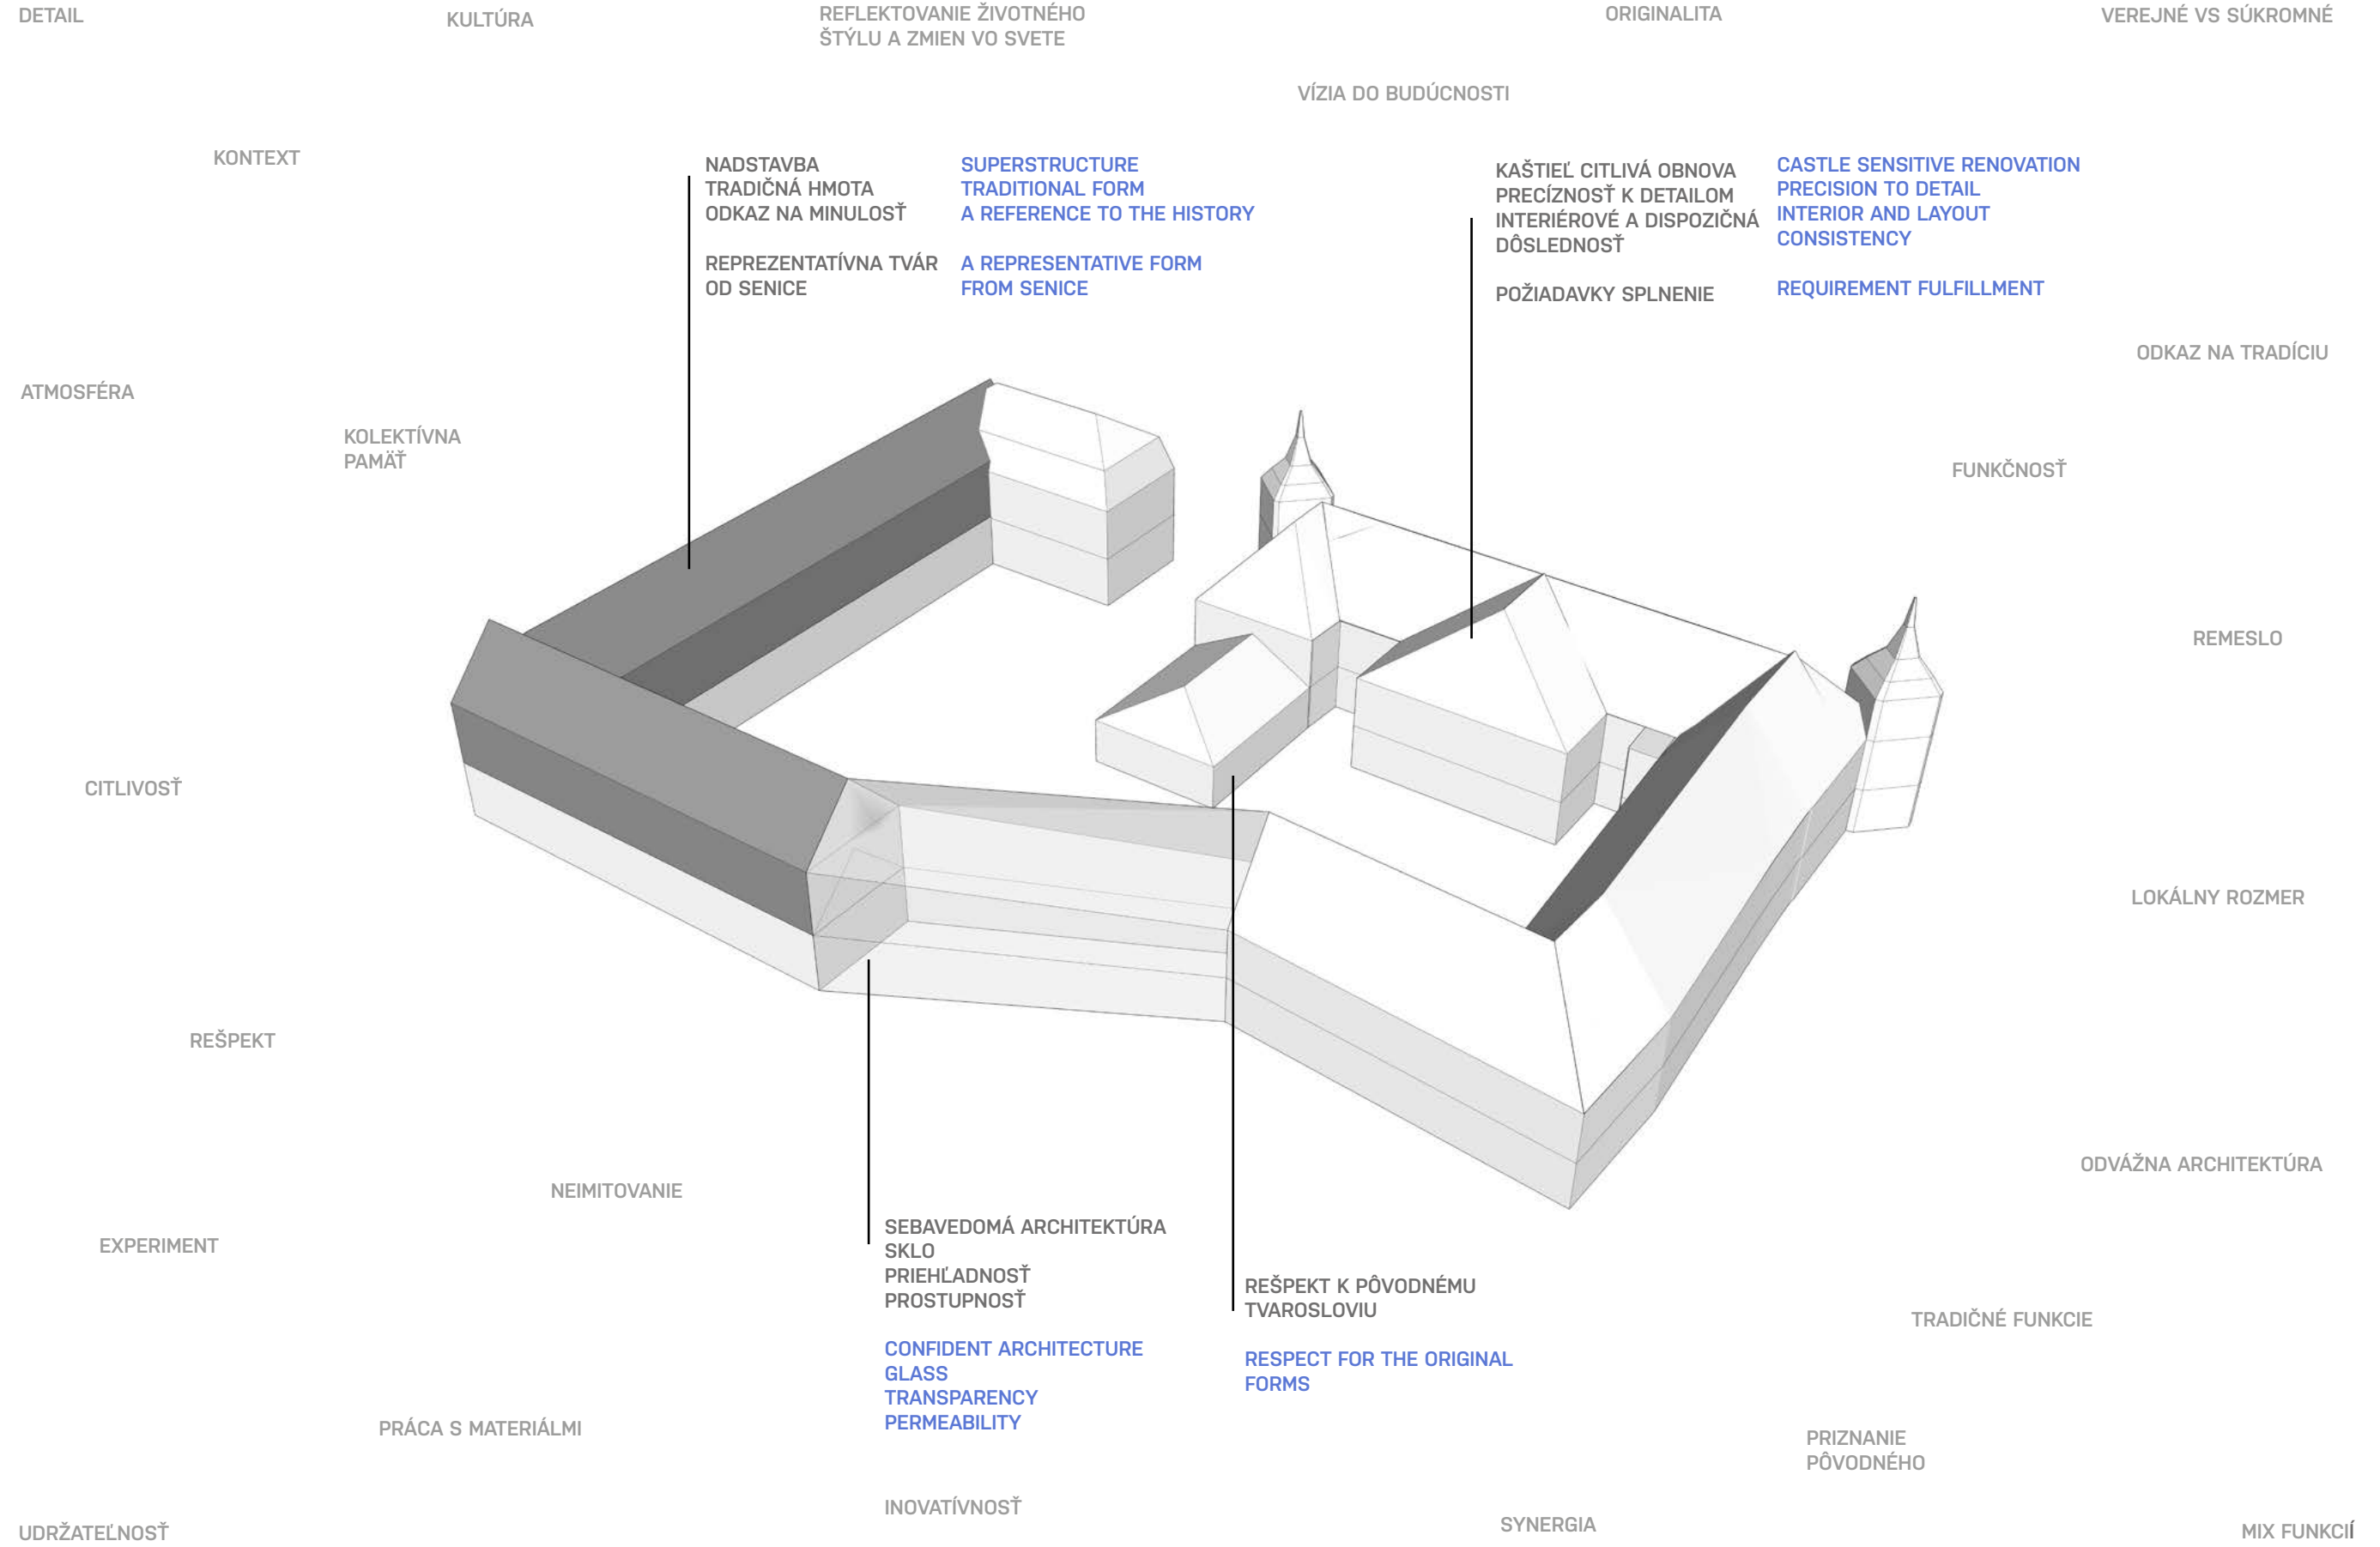 DETAIL
KULTÚRA
REFLEKTOVANIE ŽIVOTNÉHO
ŠTÝLU A ZMIEN VO SVETE
ORIGINALITA
VEREJNÉ VS SÚKROMNÉ
VÍZIA DO BUDÚCNOSTI
KONTEXT
NADSTAVBA
TRADIČNÁ HMOTA
ODKAZ NA MINULOSŤ
REPREZENTATÍVNA TVÁR
OD SENICE
SUPERSTRUCTURE
TRADITIONAL FORM
A REFERENCE TO THE HISTORY
A REPRESENTATIVE FORM
FROM SENICE
KAŠTIEĽ CITLIVÁ OBNOVA
PRECÍZNOSŤ K DETAILOM
INTERIÉROVÉ A DISPOZIČNÁ
DÔSLEDNOSŤ
POŽIADAVKY SPLNENIE
CASTLE SENSITIVE RENOVATION
PRECISION TO DETAIL
INTERIOR AND LAYOUT
CONSISTENCY
REQUIREMENT FULFILLMENT
ODKAZ NA TRADÍCIU
ATMOSFÉRA
KOLEKTÍVNA
PAMÄŤ
FUNKČNOSŤ
REMESLO
CITLIVOSŤ
LOKÁLNY ROZMER
REŠPEKT
ODVÁŽNA ARCHITEKTÚRA
NEIMITOVANIE
EXPERIMENT
SEBAVEDOMÁ ARCHITEKTÚRA
SKLO
PRIEHĽADNOSŤ
PROSTUPNOSŤ
CONFIDENT ARCHITECTURE
GLASS
TRANSPARENCY
PERMEABILITY
REŠPEKT K PÔVODNÉMU
TVAROSLOVIU
RESPECT FOR THE ORIGINAL
FORMS
TRADIČNÉ FUNKCIE
PRÁCA S MATERIÁLMI
PRIZNANIE
PÔVODNÉHO
INOVATÍVNOSŤ
SYNERGIA
UDRŽATEĽNOSŤ
MIX FUNKCIÍ